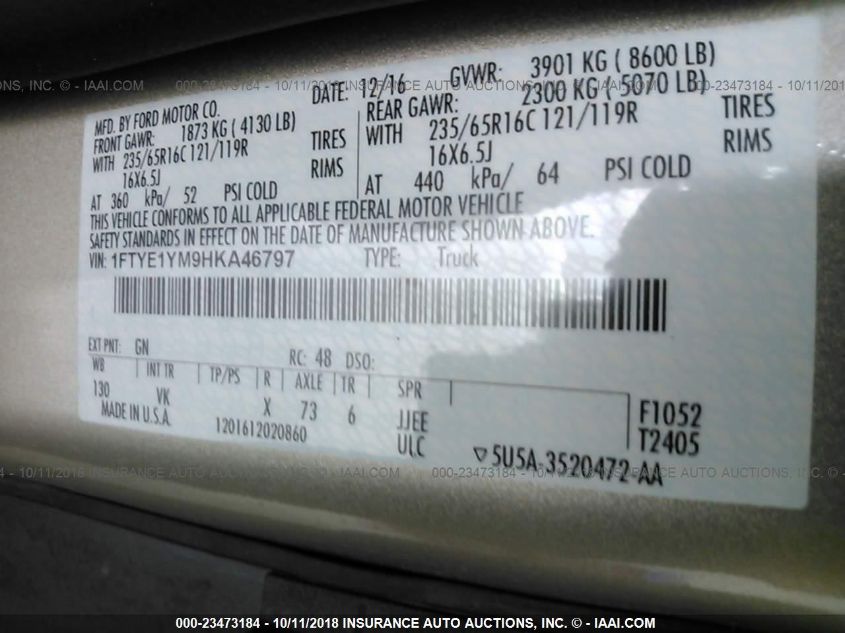 MFD. BY FORD MOTOR CO.
DATE: 12/16 GVWR: 3901 KG ( 8600 LB)
FRONT GAWR: 1873 KG ( 4130 LB)
REAR GAWR: 2300 KG ( 5070 LB)
WITH 235/65R16C 121/119R TIRES
WITH 235/65R16C 121/119R TIRES
16X6.5J RIMS
16X6.5J RIMS
AT 360 kPa/ 52 PSI COLD
AT 440 kPa/ 64 PSI COLD
THIS VEHICLE CONFORMS TO ALL APPLICABLE FEDERAL MOTOR VEHICLE
SAFETY STANDARDS IN EFFECT ON THE DATE OF MANUFACTURE SHOWN ABOVE.
VIN: 1FTYE1YM9HKA46797 TYPE: Truck
EXT PNT: GN RC: 48 DSO:
WB INT TR TP/PS R AXLE TR SPR
130 VK X 73 6 JJEE F1052
MADE IN U.S.A. 1201612020860 ULC T2405
5U5A-3520472-AA
000-23473184 - 10/11/2018 INSURANCE AUTO AUCTIONS, INC. - IAAI.COM